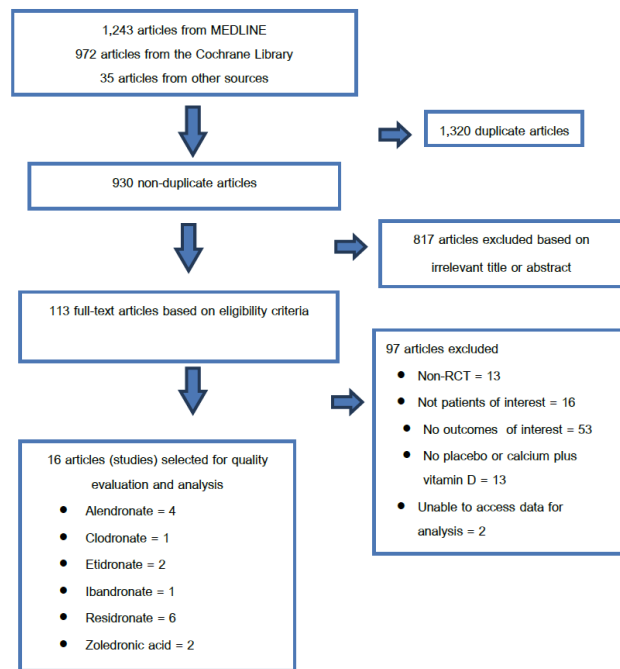 1,243 articles from MEDLINE
972 articles from the Cochrane Library
35 articles from other sources
1,320 duplicate articles
930 non-duplicate articles
817 articles excluded based on
irrelevant title or abstract
113 full-text articles based on eligibility criteria
97 articles excluded
● Non-RCT = 13
● Not patients of interest = 16
● No outcomes of interest = 53
● No placebo or calcium plus
vitamin D = 13
● Unable to access data for
analysis = 2
16 articles (studies) selected for quality
evaluation and analysis
● Alendronate = 4
● Clodronate = 1
● Etidronate = 2
● Ibandronate = 1
● Residronate = 6
● Zoledronic acid = 2